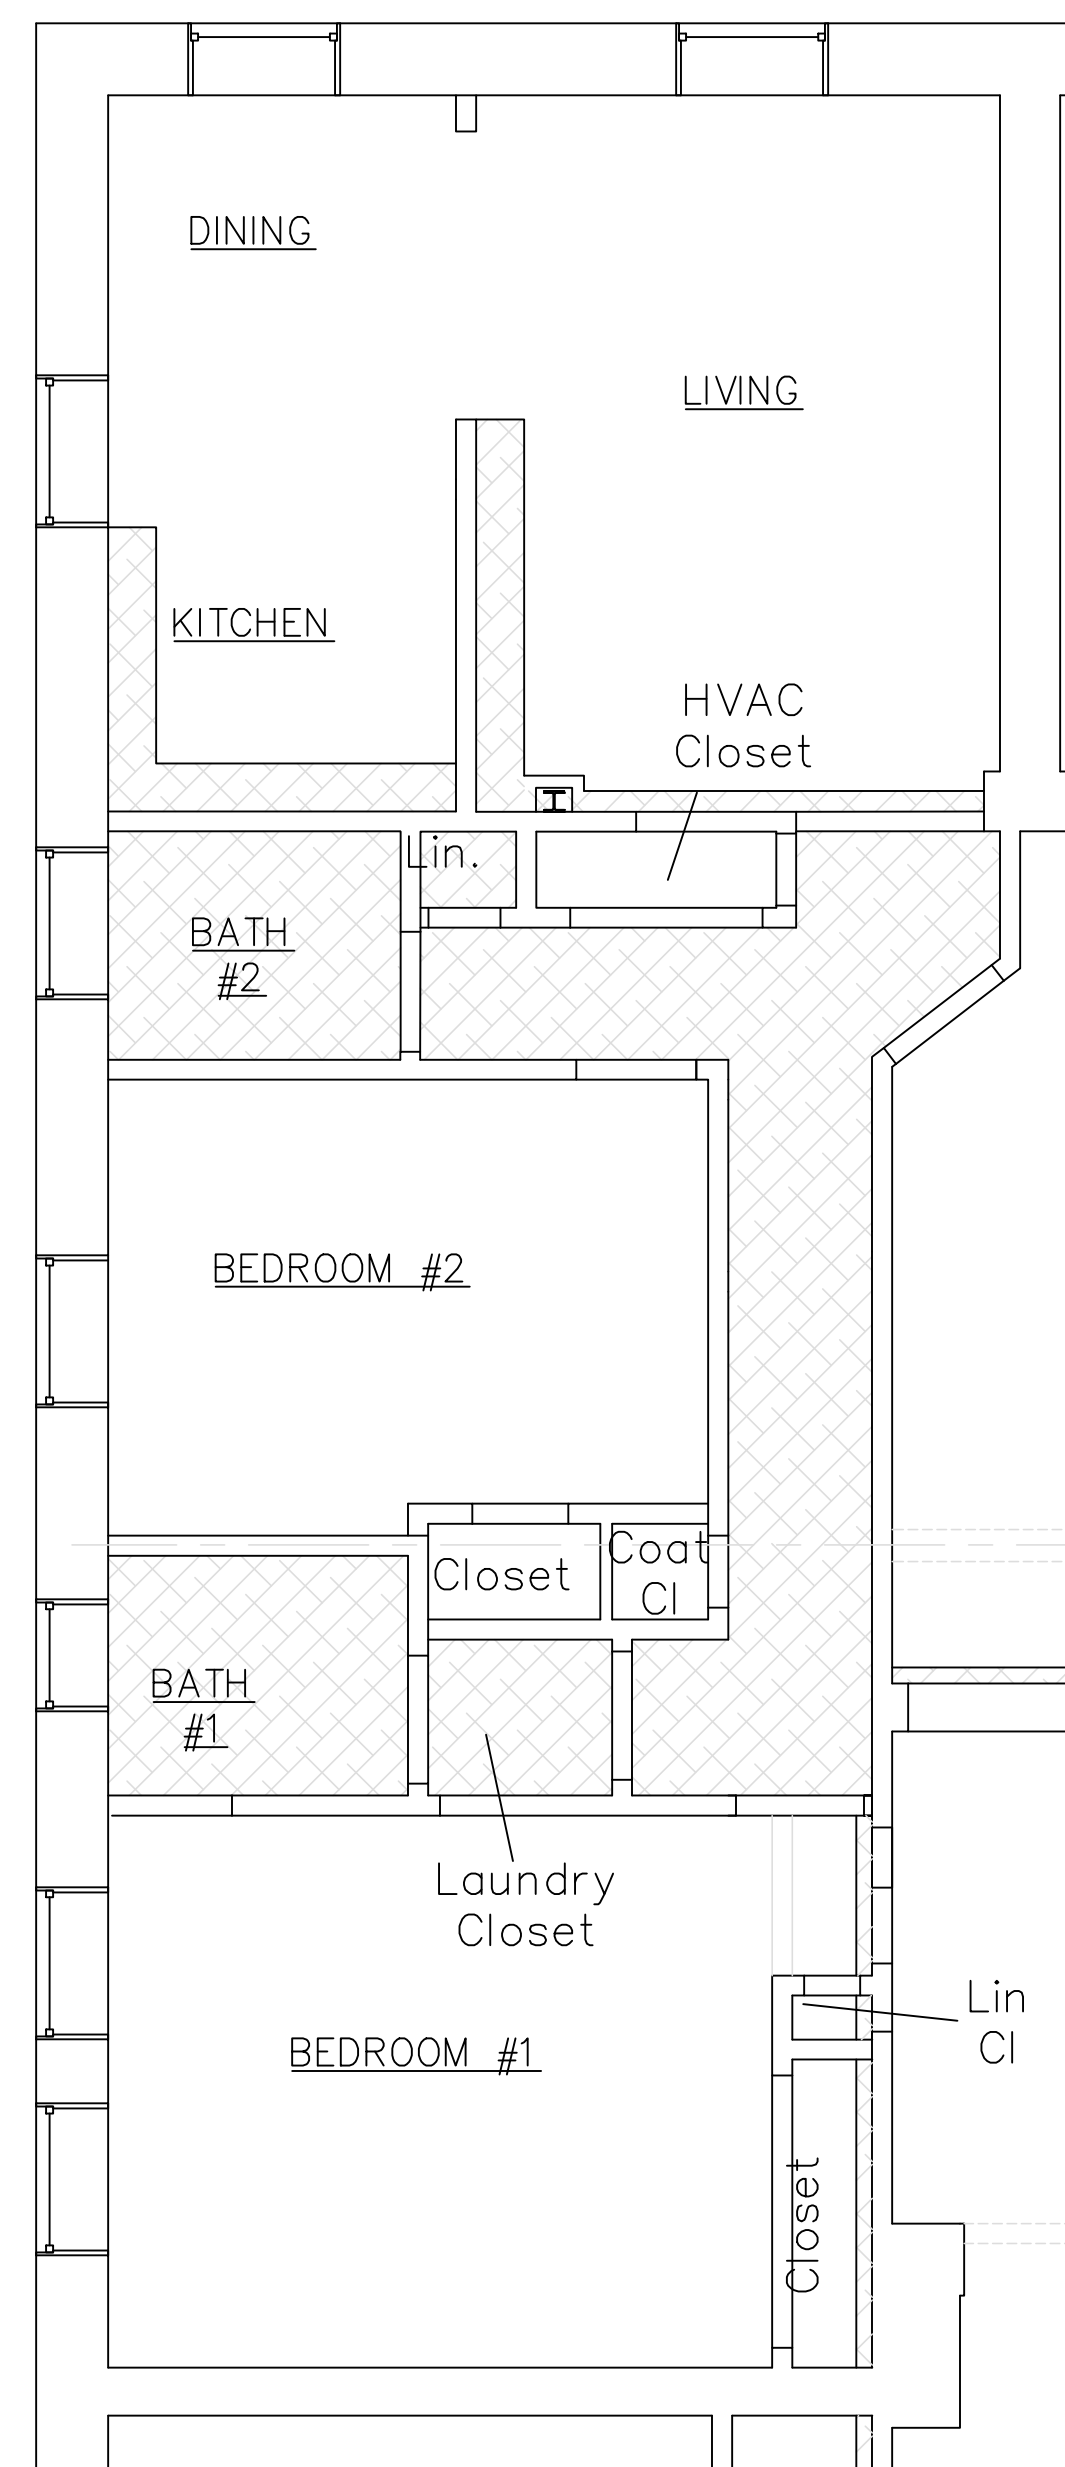 DINING
LIVING
KITCHEN
HVAC
Closet
Lin.
BATH
#2
BEDROOM #2
Closet
Coat
Cl
BATH
#1
Laundry
Closet
Lin
Cl
BEDROOM #1
Closet